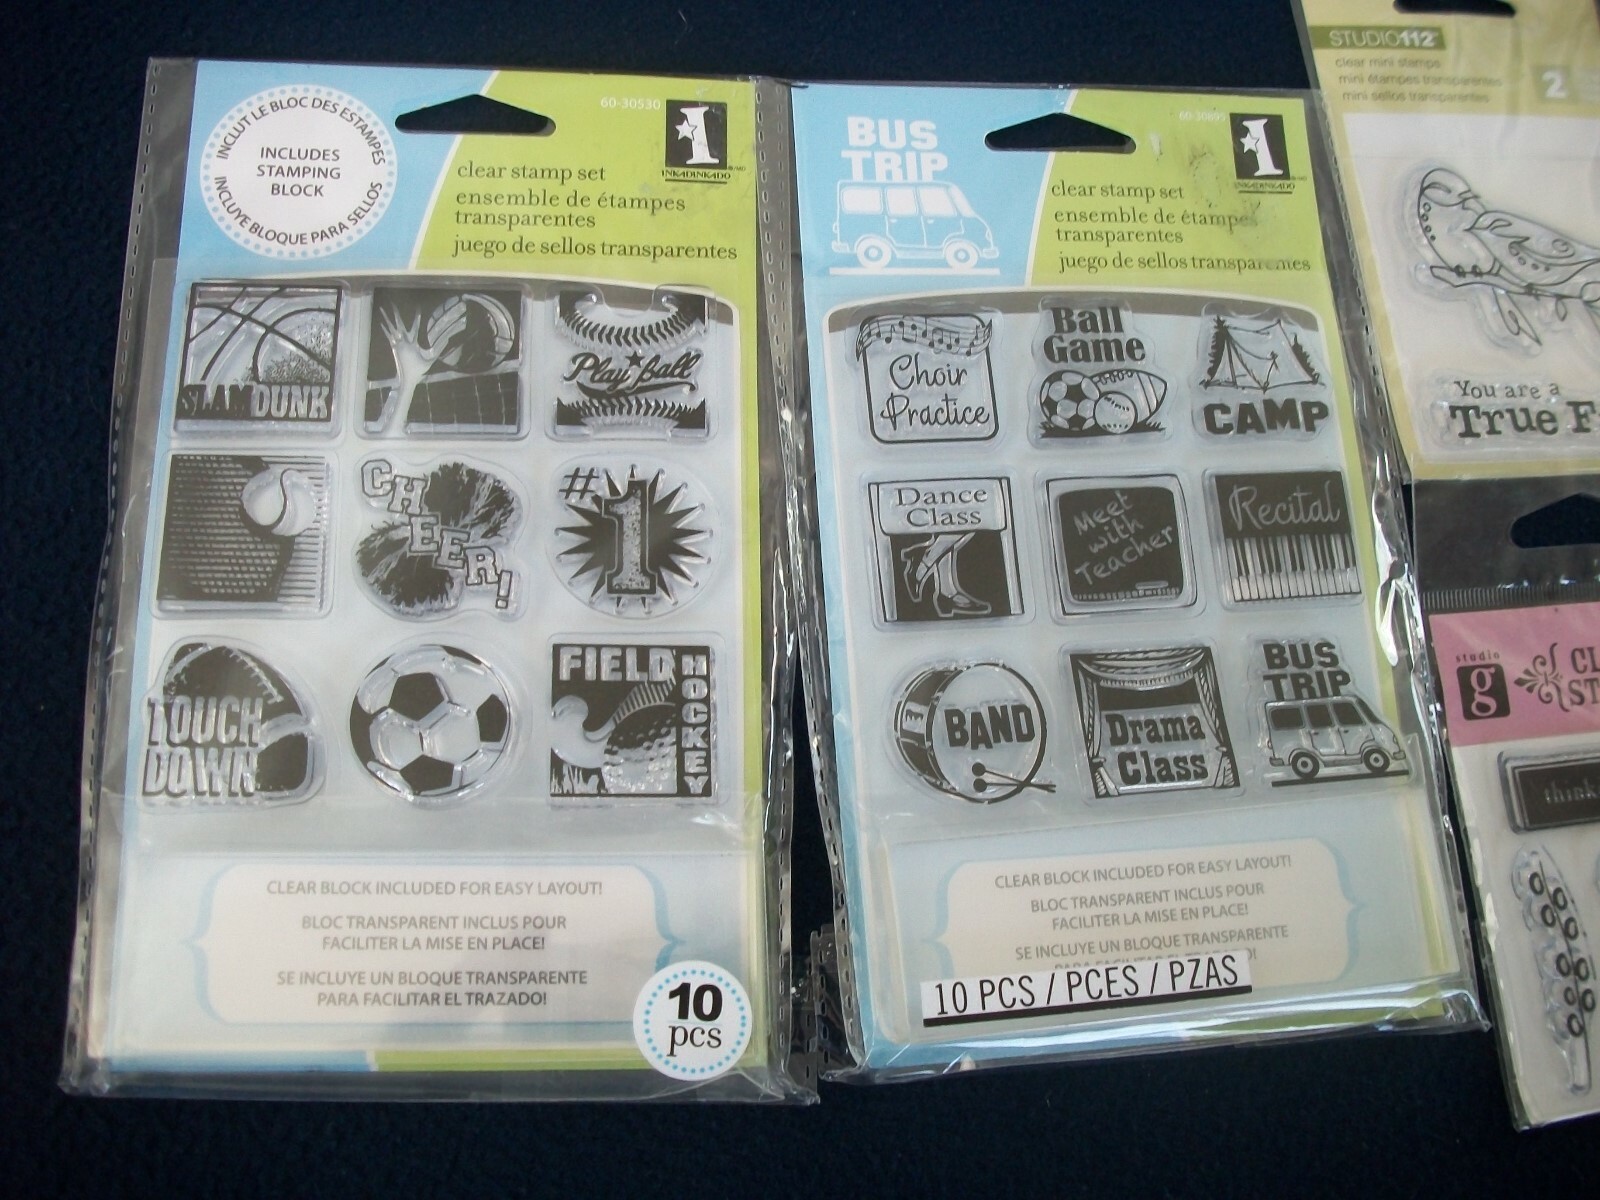 INCLUT LE BLOC DES ESTAMPES
INCLUDES
STAMPING
BLOCK
INCLUYE BLOQUE PARA SELLOS
60-30530
INKADINKADO
clear stamp set
ensemble de étampes
transparentes
juego de sellos transparentes
SLAM DUNK
Play ball
CHEER!
#1
TOUCH
DOWN
FIELD
HOCKEY
CLEAR BLOCK INCLUDED FOR EASY LAYOUT!
BLOC TRANSPARENT INCLUS POUR
FACILITER LA MISE EN PLACE!
SE INCLUYE UN BLOQUE TRANSPARENTE
PARA FACILITAR EL TRAZADO!
10
pcs
BUS
TRIP
INKADINKADO
clear stamp set
ensemble de étampes
transparentes
juego de sellos transparentes
Choir
Practice
Ball
Game
CAMP
Dance
Class
Meet
with
Teacher
Recital
BAND
Drama
Class
BUS
TRIP
CLEAR BLOCK INCLUDED FOR EASY LAYOUT!
BLOC TRANSPARENT INCLUS POUR
FACILITER LA MISE EN PLACE!
SE INCLUYE UN BLOQUE TRANSPARENTE
10 PCS / PCES / PZAS
STUDIO112
clear mini stamps
mini étampes transparentes
mini sellos transparentes
2
You are a
True F
studio
g
CL
ST
think